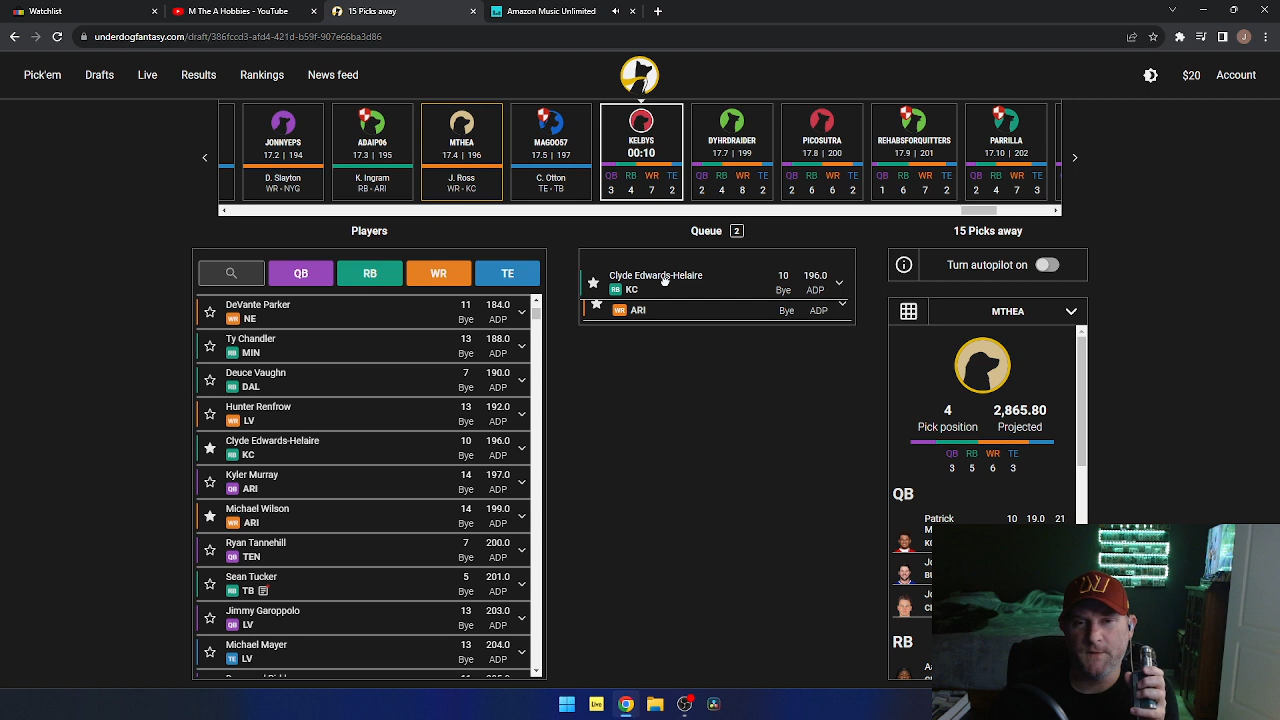 Watchlist
M The A Hobbies - YouTube
15 Picks away
Amazon Music Unlimited
underdogfantasy.com/draft/386fccd3-afd4-421d-b59f-907e66ba3d86
J
Pick'em Drafts Live Results Rankings News feed
$20 Account
JONNYEPS
17.2 | 194
D. Slayton
WR - NYG
ADAIP06
17.3 | 195
K. Ingram
RB - ARI
MTHEA
17.4 | 196
J. Ross
WR - KC
MAGO057
17.5 | 197
C. Otton
TE - TB
KELBYS
00:10
QB RB WR TE
3 4 7 2
DYHRDRAIDER
17.7 | 199
QB RB WR TE
2 4 8 2
PICOSUTRA
17.8 | 200
QB RB WR TE
2 6 6 2
REHABSFORQUITTERS
17.9 | 201
QB RB WR TE
1 6 7 2
PARRILLA
17.10 | 202
QB RB WR TE
2 4 7 3
Players
QB RB WR TE
DeVante Parker 11 184.0
WR NE Bye ADP
Ty Chandler 13 188.0
RB MIN Bye ADP
Deuce Vaughn 7 190.0
RB DAL Bye ADP
Hunter Renfrow 13 192.0
WR LV Bye ADP
Clyde Edwards-Helaire 10 196.0
RB KC Bye ADP
Kyler Murray 14 197.0
QB ARI Bye ADP
Michael Wilson 14 199.0
WR ARI Bye ADP
Ryan Tannehill 7 200.0
QB TEN Bye ADP
Sean Tucker 5 201.0
RB TB Bye ADP
Jimmy Garoppolo 13 203.0
QB LV Bye ADP
Michael Mayer 13 204.0
TE LV Bye ADP
Queue 2
Clyde Edwards-Helaire 10 196.0
RB KC Bye ADP
WR ARI Bye ADP
15 Picks away
Turn autopilot on
MTHEA
4 2,865.80
Pick position Projected
QB RB WR TE
3 5 6 3
QB
Patrick 10 19.0 21
RB
Live